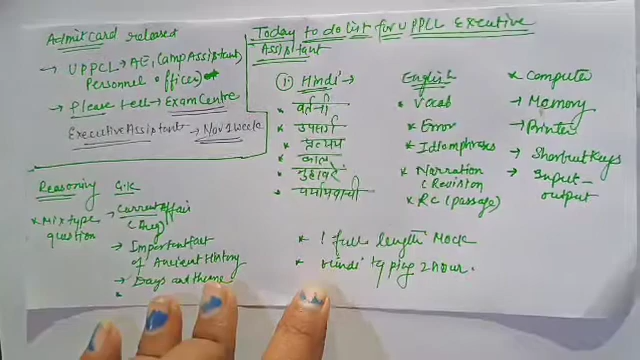 Admit Card released
→ UPPCL → AE, Camp Assistant
Personnel officer
→ Please tell → Exam Centre
Executive Assistant → Nov 1 week
Today to do list for UPPCL Executive
Assistant
① Hindi →
* वर्तनी
* उपसर्ग
* प्रत्यय
* काल
* मुहावरे
* पर्यायवाची
English
* Vocab
* Error
* Idiom phrases
* Narration
(Revision
* RC (passage)
* Computer
→ Memory
→ Printer
→ Shortcut Keys
→ Input-
output
Reasoning
* Mix type
question
G.K
→ Current affair
(Aug)
→ Important fact
of Ancient History
→ Days and theme
* 1 full length Mock
* Hindi typing 2 hour.